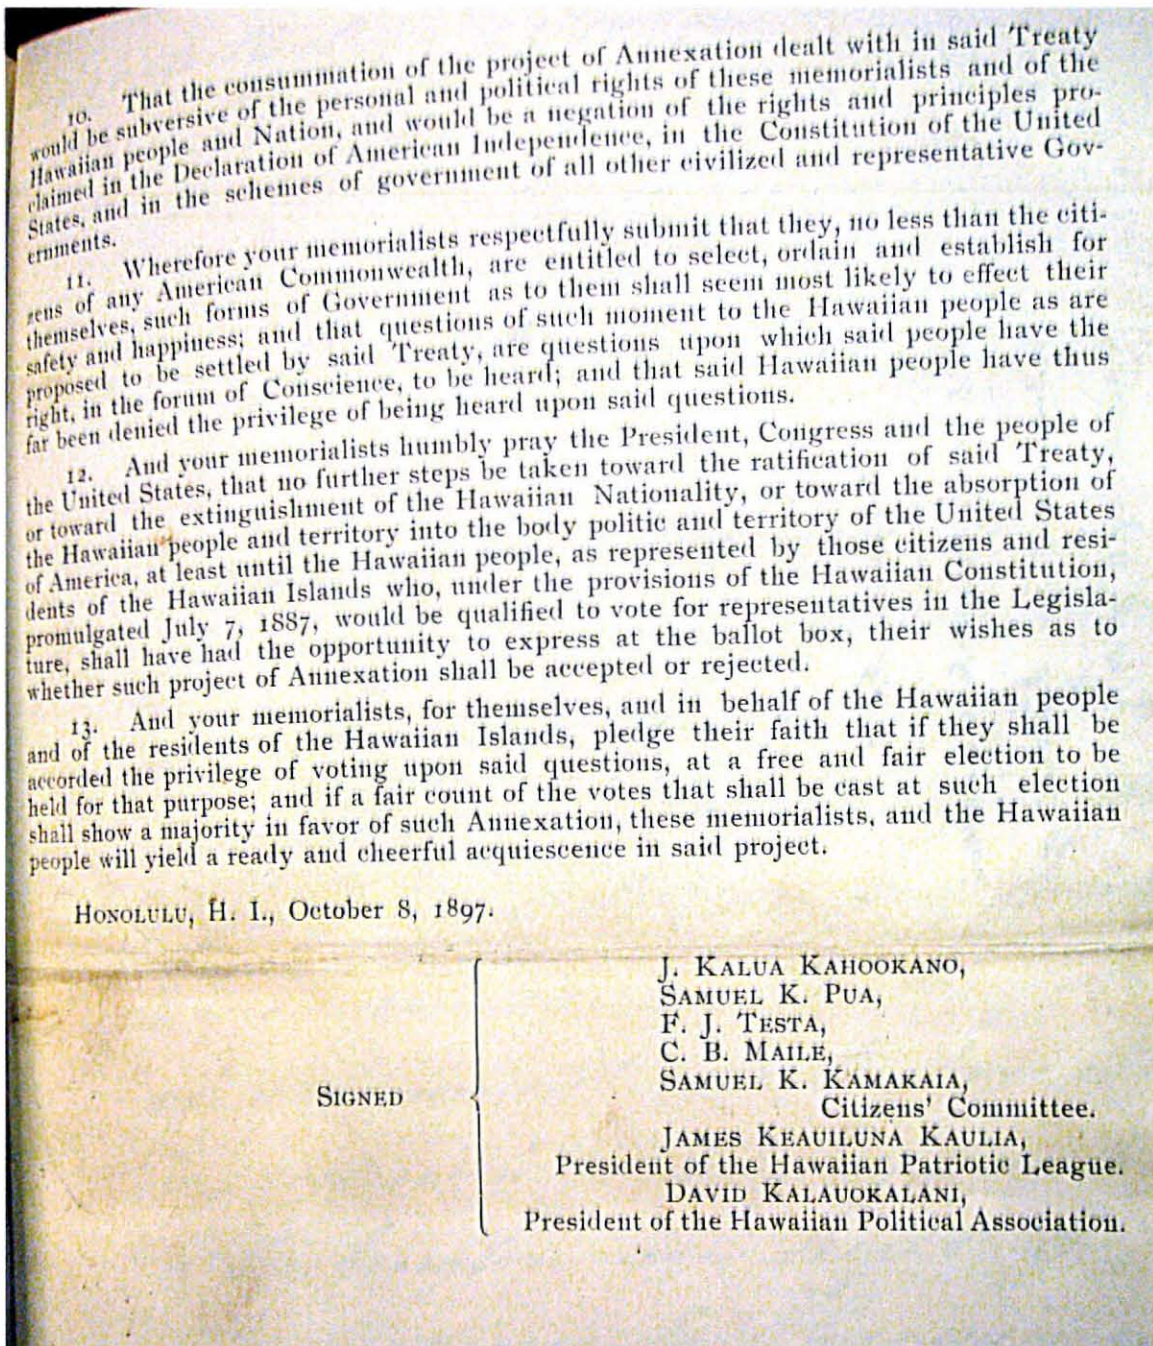 10. That the consummation of the project of Annexation dealt with in said Treaty
would be subversive of the personal and political rights of these memorialists and of the
Hawaiian people and Nation, and would be a negation of the rights and principles pro-
claimed in the Declaration of American Independence, in the Constitution of the United
States, and in the schemes of government of all other civilized and representative Gov-
ernments.
11. Wherefore your memorialists respectfully submit that they, no less than the citi-
zens of any American Commonwealth, are entitled to select, ordain and establish for
themselves, such forms of Government as to them shall seem most likely to effect their
safety and happiness; and that questions of such moment to the Hawaiian people as are
proposed to be settled by said Treaty, are questions upon which said people have the
right, in the forum of Conscience, to be heard; and that said Hawaiian people have thus
far been denied the privilege of being heard upon said questions.
12. And your memorialists humbly pray the President, Congress and the people of
the United States, that no further steps be taken toward the ratification of said Treaty,
or toward the extinguishment of the Hawaiian Nationality, or toward the absorption of
the Hawaiian people and territory into the body politic and territory of the United States
of America, at least until the Hawaiian people, as represented by those citizens and resi-
dents of the Hawaiian Islands who, under the provisions of the Hawaiian Constitution,
promulgated July 7, 1887, would be qualified to vote for representatives in the Legisla-
ture, shall have had the opportunity to express at the ballot box, their wishes as to
whether such project of Annexation shall be accepted or rejected.
13. And your memorialists, for themselves, and in behalf of the Hawaiian people
and of the residents of the Hawaiian Islands, pledge their faith that if they shall be
accorded the privilege of voting upon said questions, at a free and fair election to be
held for that purpose; and if a fair count of the votes that shall be cast at such election
shall show a majority in favor of such Annexation, these memorialists, and the Hawaiian
people will yield a ready and cheerful acquiescence in said project.
HONOLULU, H. I., October 8, 1897.
SIGNED
J. KALUA KAHOOKANO,
SAMUEL K. PUA,
F. J. TESTA,
C. B. MAILE,
SAMUEL K. KAMAKAIA,
Citizens' Committee.
JAMES KEAUILUNA KAULIA,
President of the Hawaiian Patriotic League.
DAVID KALAUOKALANI,
President of the Hawaiian Political Association.